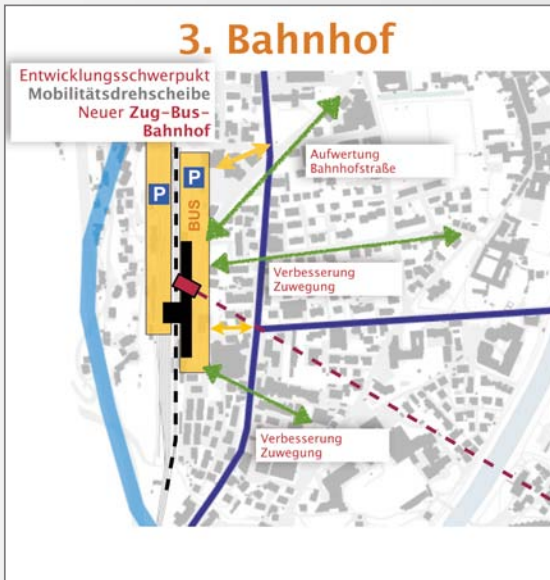 3. Bahnhof
Entwicklungsschwerpukt
Mobilitätsdrehscheibe
Neuer Zug-Bus-
Bahnhof
P
P
BUS
Aufwertung
Bahnhofstraße
Verbesserung
Zuwegung
Verbesserung
Zuwegung